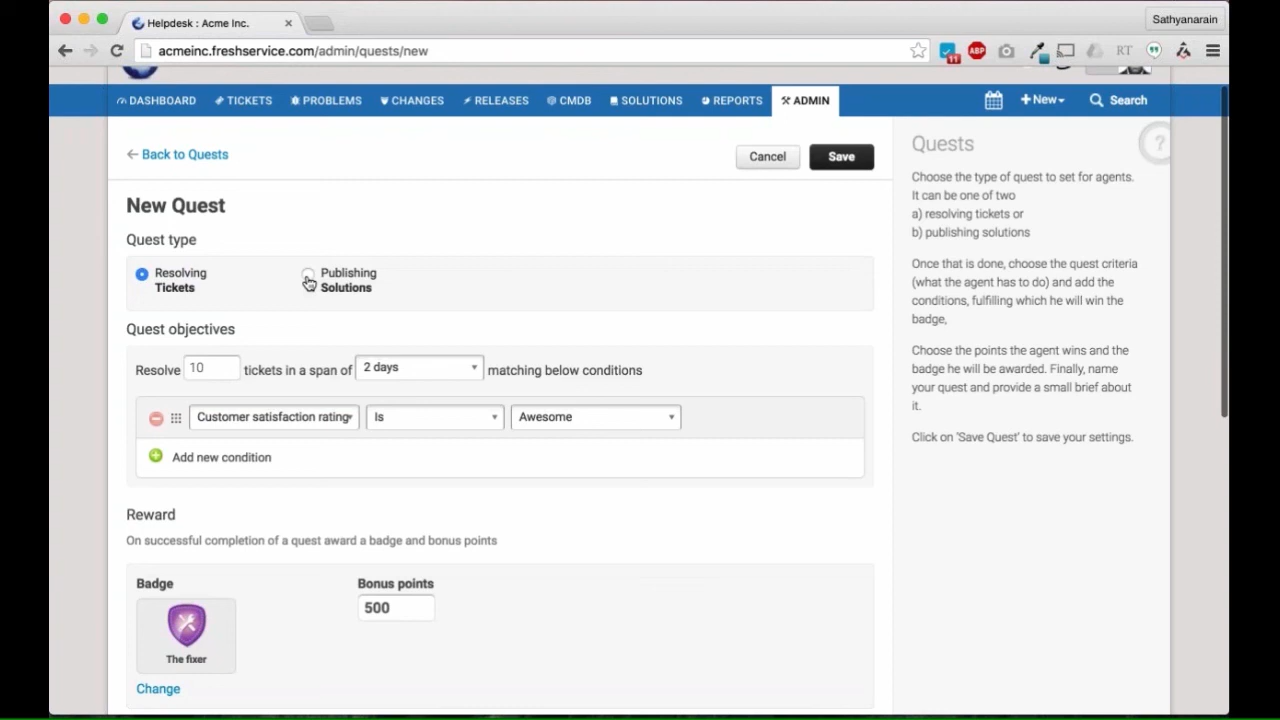 Helpdesk : Acme Inc.
Sathyanarain
acmeinc.freshservice.com/admin/quests/new
11
ABP
RT
DASHBOARD TICKETS PROBLEMS CHANGES RELEASES CMDB SOLUTIONS REPORTS ADMIN
+New
Search
Back to Quests
Cancel
Save
New Quest
Quest type
Resolving
Tickets
Publishing
Solutions
Quest objectives
Resolve 10 tickets in a span of 2 days matching below conditions
Customer satisfaction rating Is Awesome
Add new condition
Reward
On successful completion of a quest award a badge and bonus points
Badge
Bonus points
500
The fixer
Change
Quests
?
Choose the type of quest to set for agents.
It can be one of two
a) resolving tickets or
b) publishing solutions
Once that is done, choose the quest criteria
(what the agent has to do) and add the
conditions, fulfilling which he will win the
badge,
Choose the points the agent wins and the
badge he will be awarded. Finally, name
your quest and provide a small brief about
it.
Click on 'Save Quest' to save your settings.